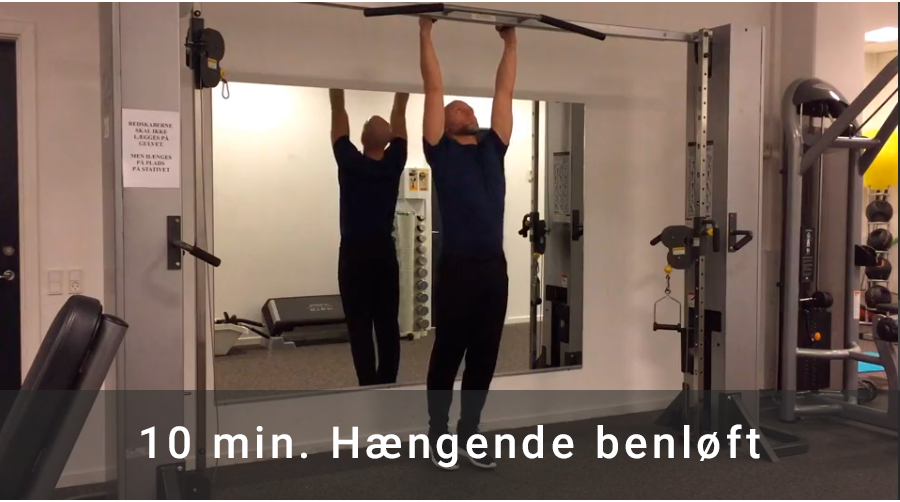 REDSKABERNE
SKAL IKKE
LÆGGES PÅ
GULVET
MEN HÆNGES
PÅ PLADS
PÅ STATIVET
10 min. Hængende benløft